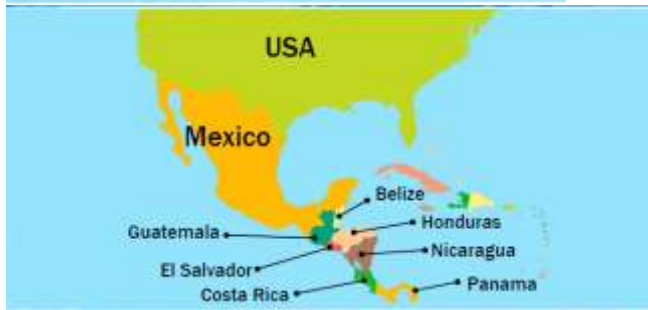 USA
Mexico
Belize
Guatemala
Honduras
Nicaragua
El Salvador
Costa Rica
Panama